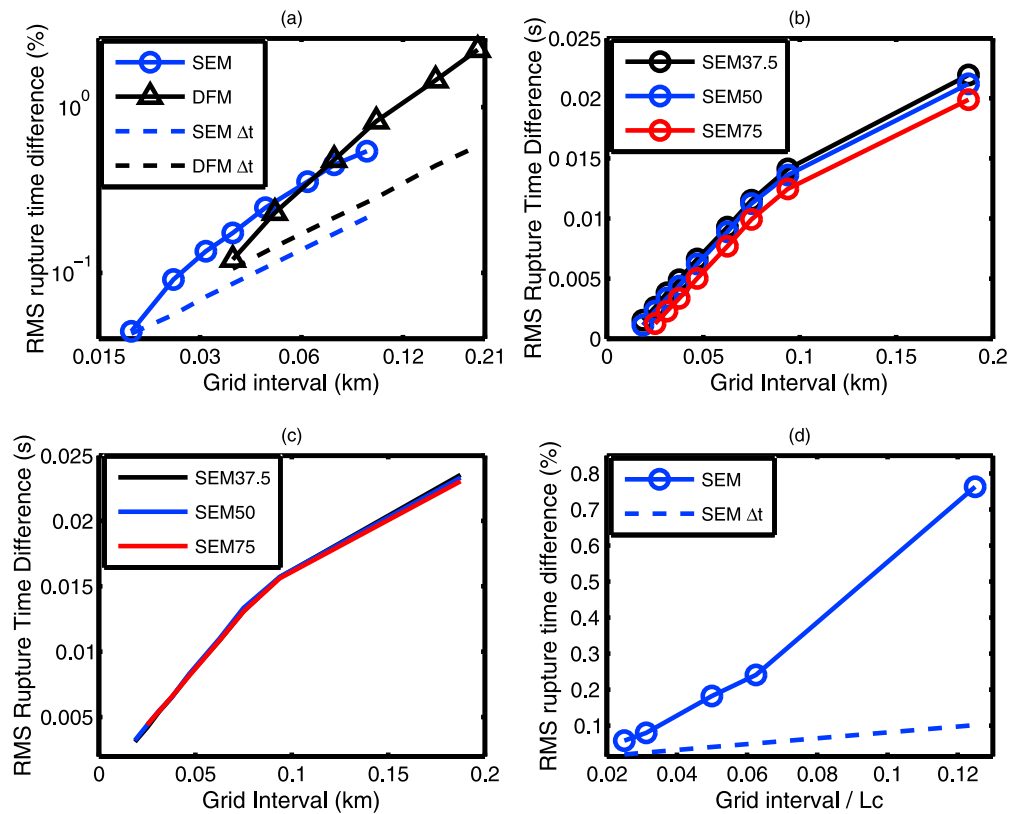 (a)
RMS rupture time difference (%)
10^0
10^-1
SEM
DFM
SEM Δt
DFM Δt
0.015
0.03
0.06
0.12
0.21
Grid interval (km)
(b)
RMS Rupture Time Difference (s)
0.025
0.02
0.015
0.01
0.005
0
SEM37.5
SEM50
SEM75
0
0.05
0.1
0.15
0.2
Grid Interval (km)
(c)
RMS Rupture Time Difference (s)
0.025
0.02
0.015
0.01
0.005
SEM37.5
SEM50
SEM75
0
0.05
0.1
0.15
0.2
Grid Interval (km)
(d)
RMS rupture time difference (%)
0.8
0.7
0.6
0.5
0.4
0.3
0.2
0.1
SEM
SEM Δt
0.02
0.04
0.06
0.08
0.10
0.12
Grid interval / Lc